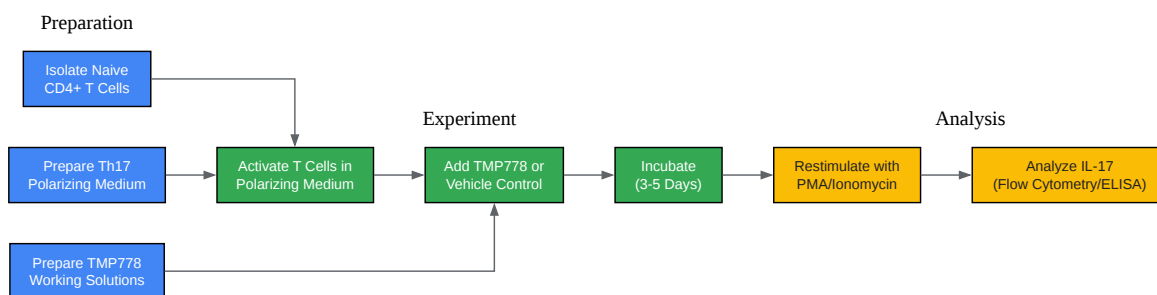 Preparation
Isolate Naive
CD4+ T Cells
Experiment
Analysis
Prepare Th17
Polarizing Medium
Activate T Cells in
Polarizing Medium
Add TMP778 or
Vehicle Control
Incubate
(3-5 Days)
Restimulate with
PMA/Ionomycin
Analyze IL-17
(Flow Cytometry/ELISA)
Prepare TMP778
Working Solutions